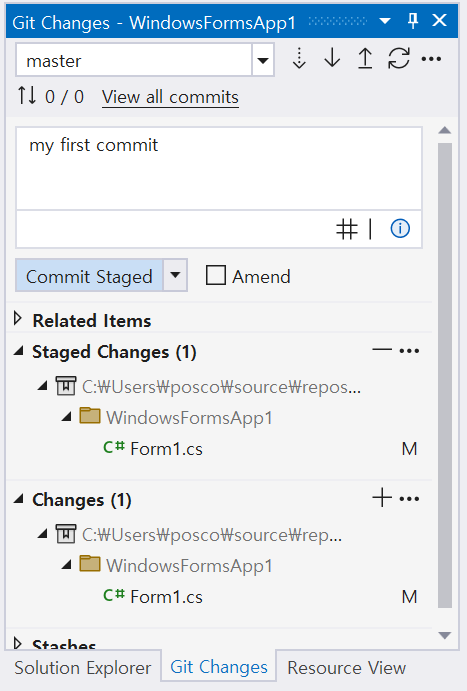 Git Changes - WindowsFormsApp1
master
0 / 0 View all commits
my first commit
Commit Staged Amend
Related Items
Staged Changes (1)
C:₩Users₩posco₩source₩repos...
WindowsFormsApp1
C# Form1.cs M
Changes (1)
C:₩Users₩posco₩source₩rep...
WindowsFormsApp1
C# Form1.cs M
Stashes
Solution Explorer Git Changes Resource View